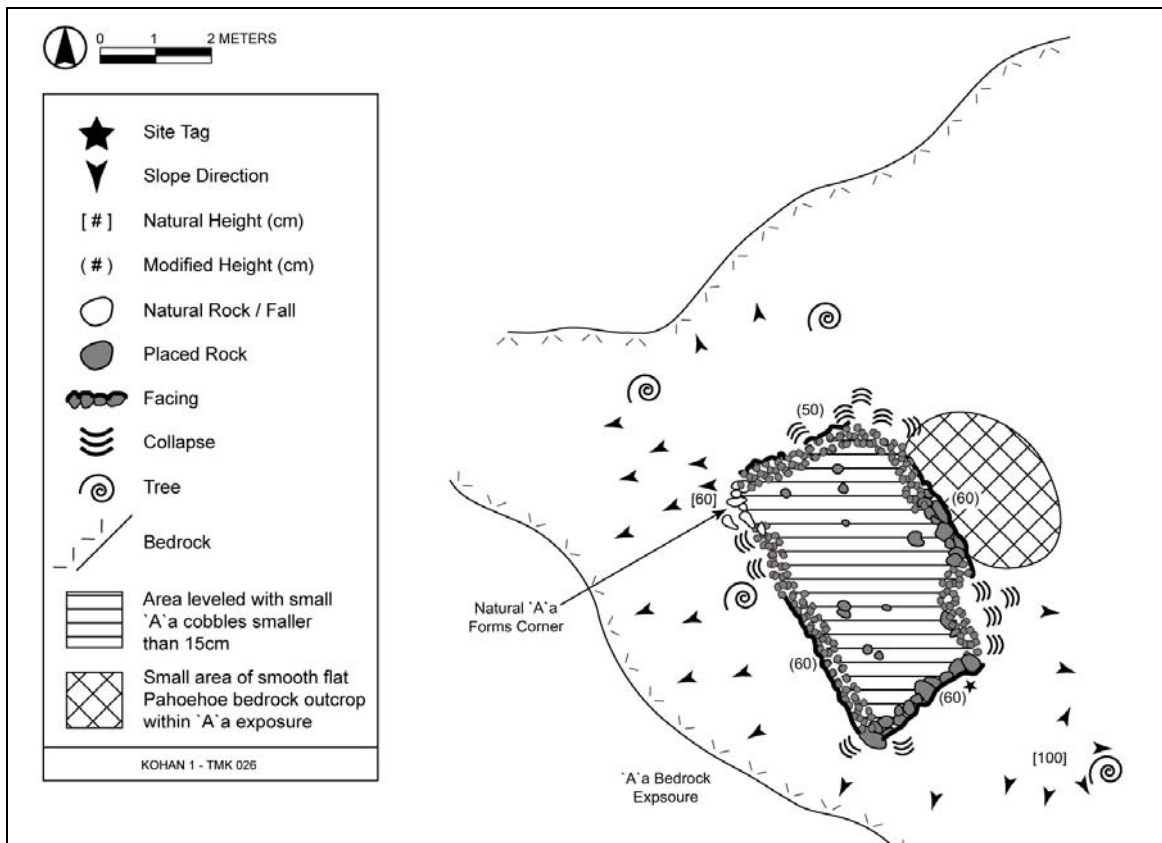 0 1 2 METERS
Site Tag
Slope Direction
[ # ] Natural Height (cm)
( # ) Modified Height (cm)
Natural Rock / Fall
Placed Rock
Facing
Collapse
Tree
Bedrock
Area leveled with small
`A`a cobbles smaller
than 15cm
Small area of smooth flat
Pahoehoe bedrock outcrop
within `A`a exposure
KOHAN 1 - TMK 026
(50)
[60]
(60)
Natural `A`a
Forms Corner
(60)
(60)
[100]
`A`a Bedrock
Expsoure